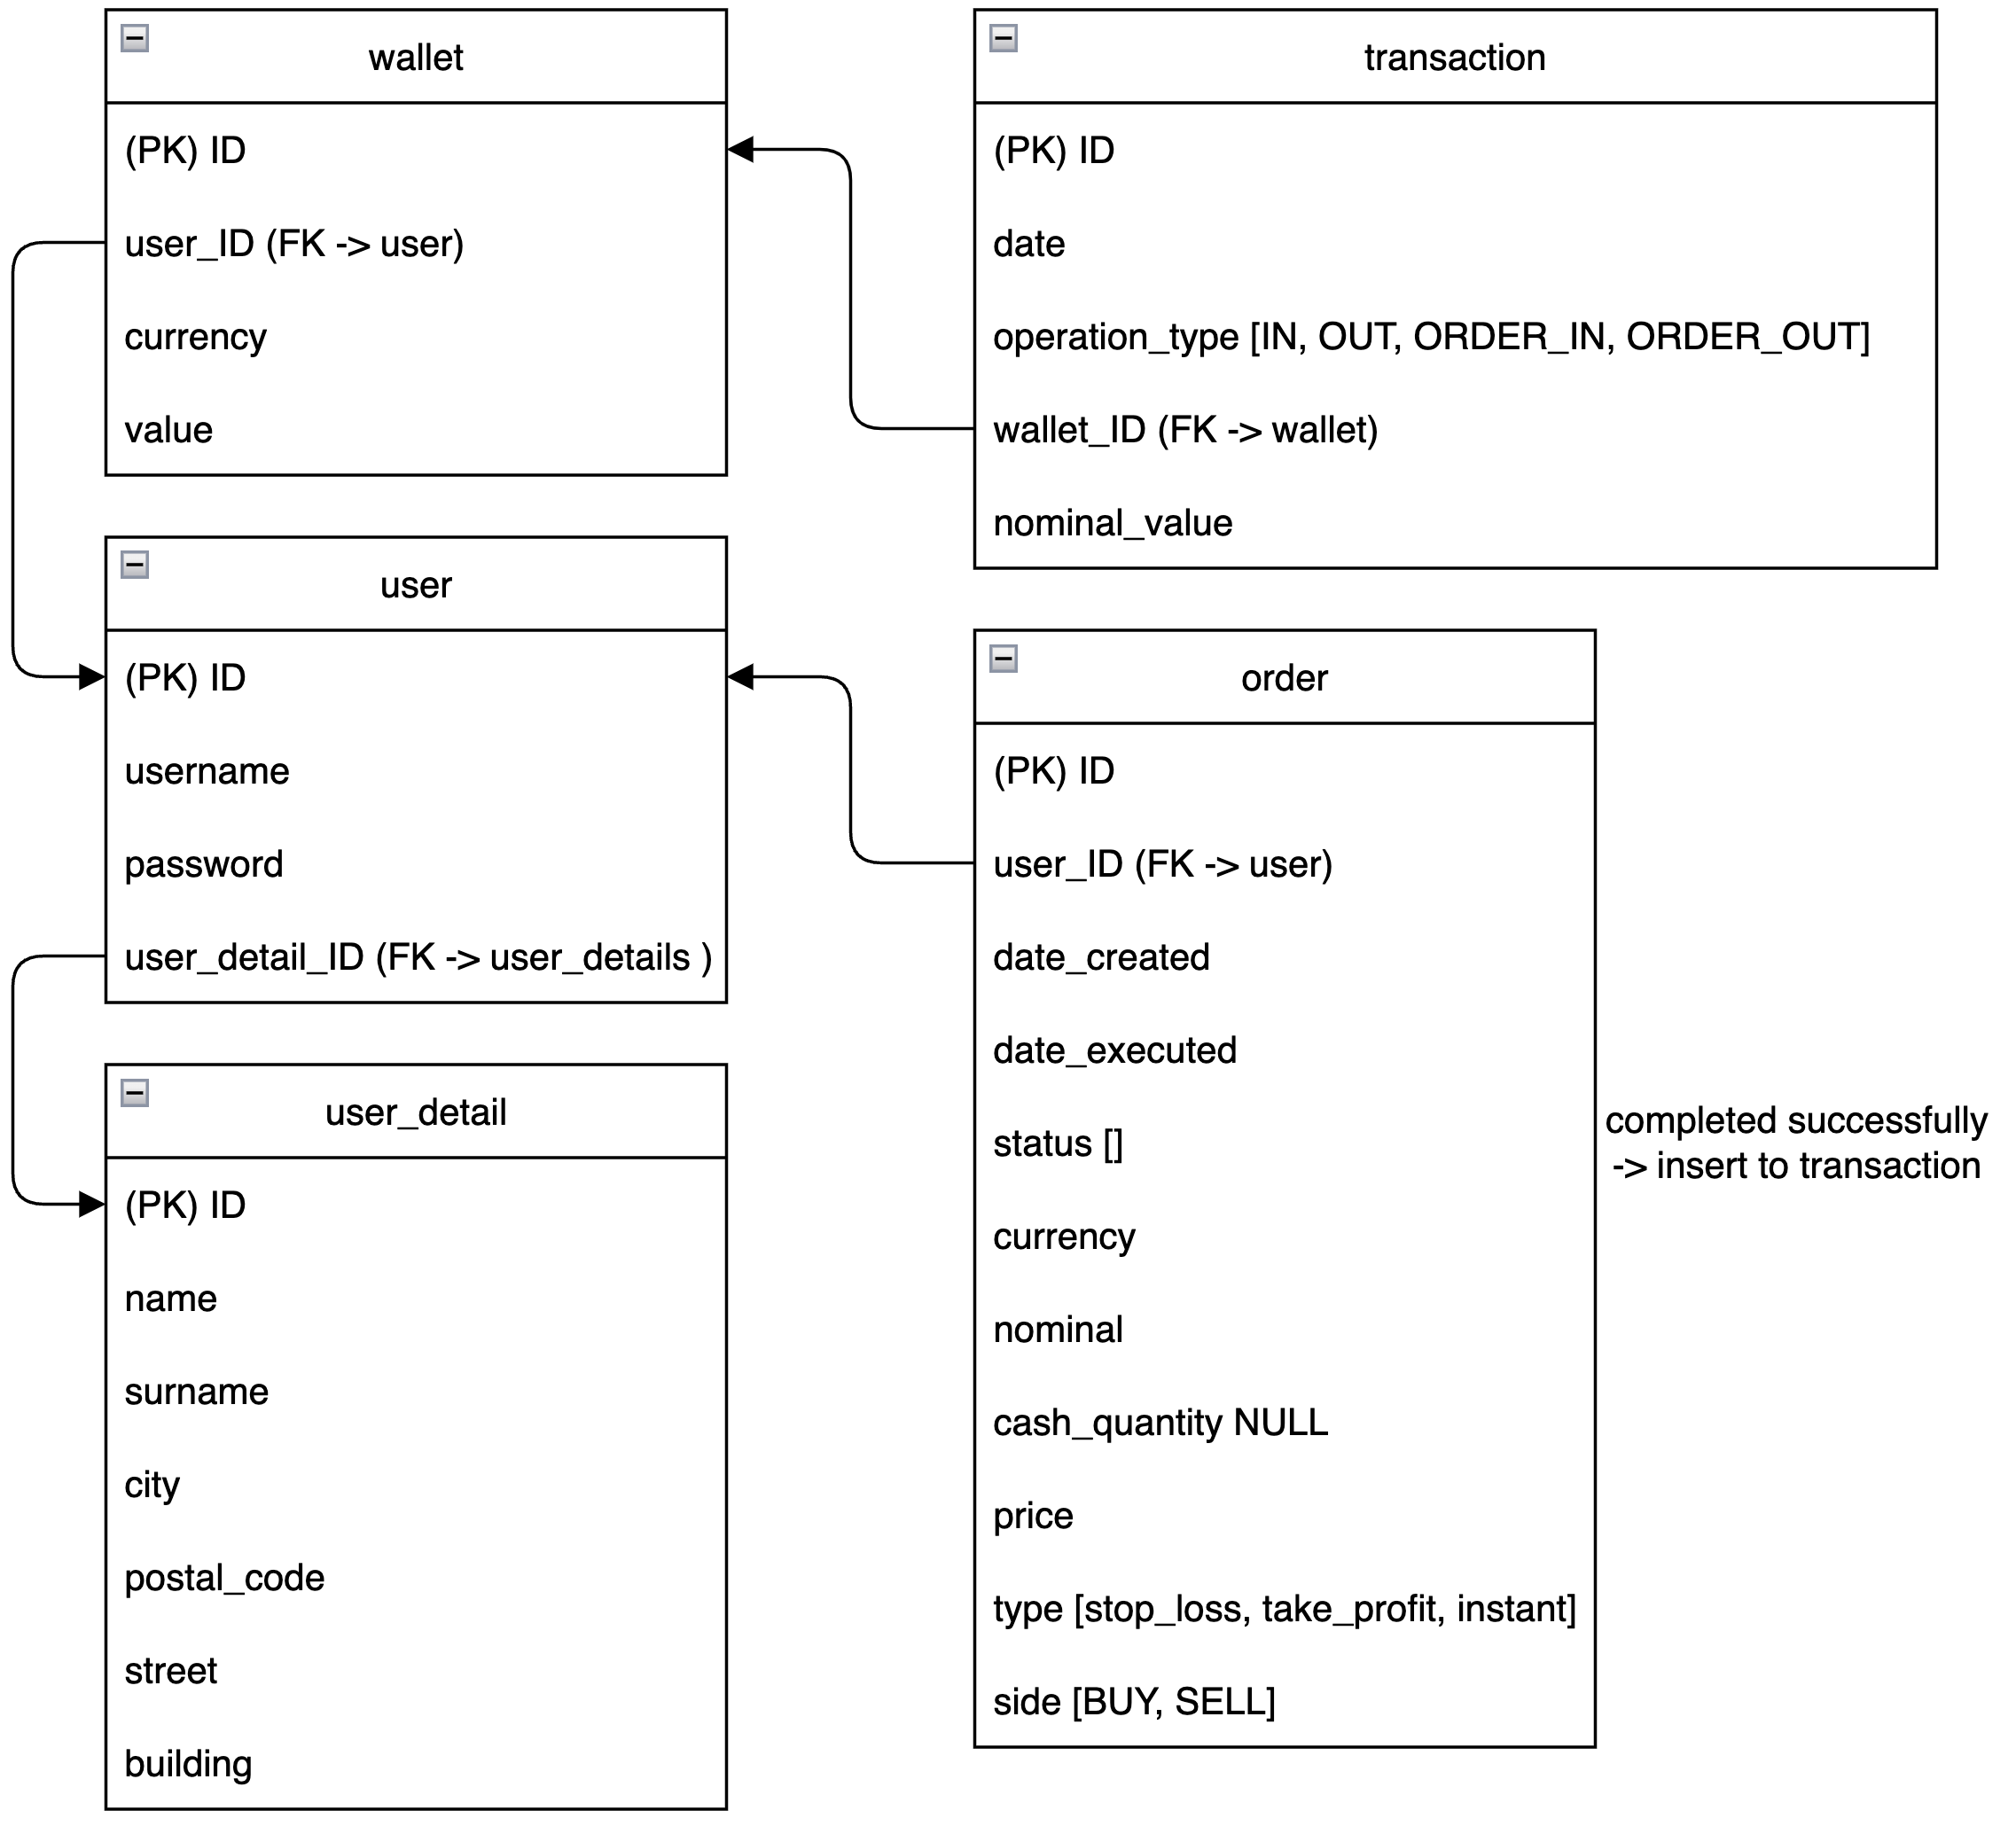 wallet
(PK) ID
user_ID (FK -> user)
currency
value
transaction
(PK) ID
date
operation_type [IN, OUT, ORDER_IN, ORDER_OUT]
wallet_ID (FK -> wallet)
nominal_value
user
(PK) ID
username
password
user_detail_ID (FK -> user_details )
order
(PK) ID
user_ID (FK -> user)
date_created
date_executed
status []
currency
nominal
cash_quantity NULL
price
type [stop_loss, take_profit, instant]
side [BUY, SELL]
completed successfully
-> insert to transaction
user_detail
(PK) ID
name
surname
city
postal_code
street
building